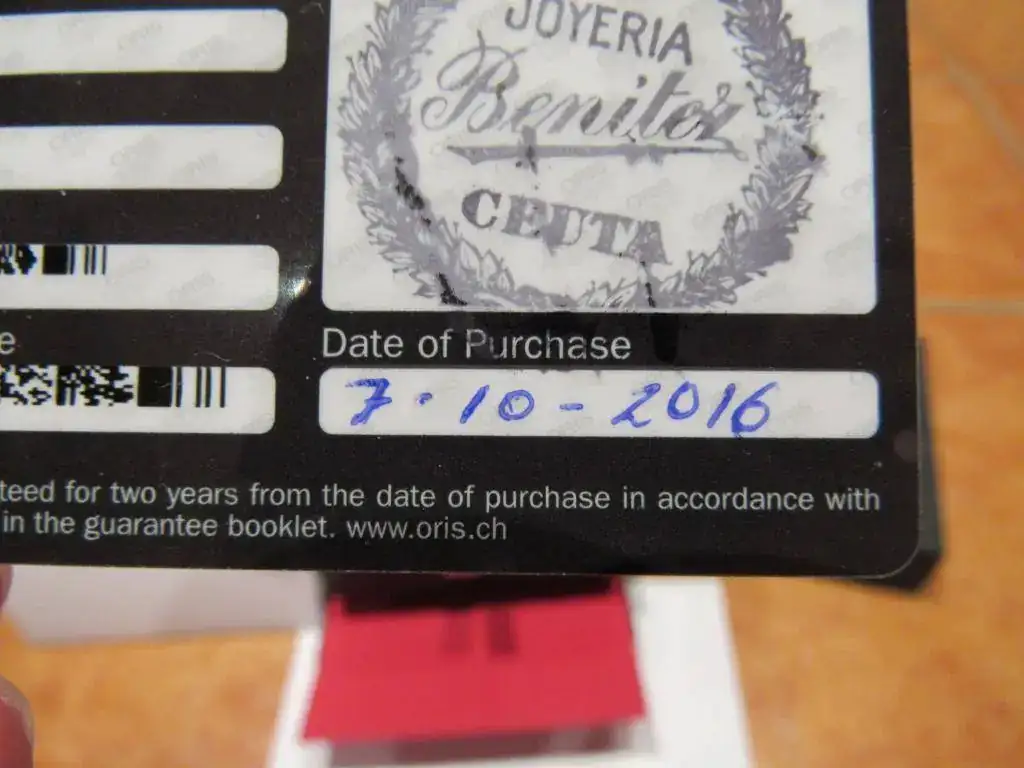 JOYERIA
Benitez
CEUTA
e
Date of Purchase
7·10-2016
teed for two years from the date of purchase in accordance with
in the guarantee booklet. www.oris.ch